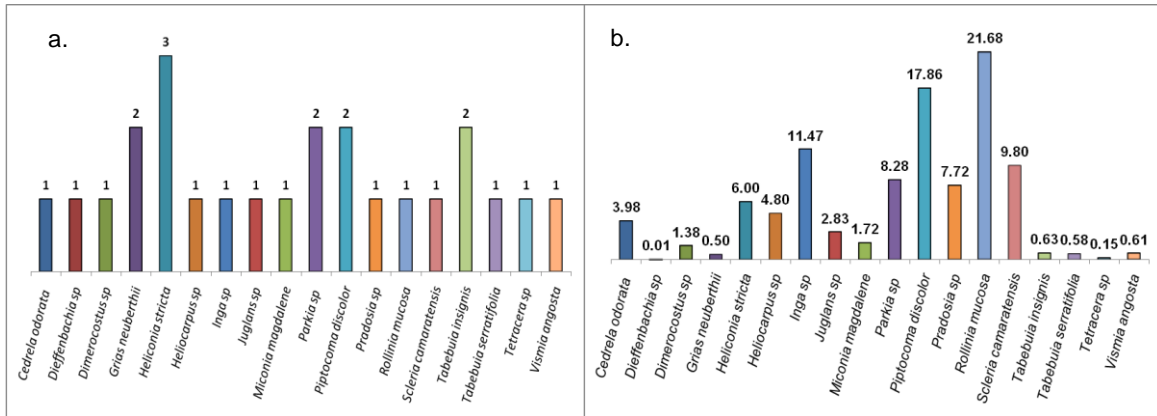 a.
3
2
2
2
2
1
1
1
1
1
1
1
1
1
1
1
1
1
Cedrela odorata
Dieffenbachia sp
Dimerocostus sp
Grias neuberthii
Heliconia stricta
Heliocarpus sp
Inga sp
Juglans sp
Miconia magdalene
Parkia sp
Piptocoma discolor
Pradosia sp
Rollinia mucosa
Scleria camaratensis
Tabebuia insignis
Tabebuia serratifolia
Tetracera sp
Vismia angosta
b.
3.98
0.01
1.38
0.50
6.00
4.80
11.47
2.83
1.72
8.28
17.86
7.72
21.68
9.80
0.63
0.58
0.15
0.61
Cedrela odorata
Dieffenbachia sp
Dimerocostus sp
Grias neuberthii
Heliconia stricta
Heliocarpus sp
Inga sp
Juglans sp
Miconia magdalene
Parkia sp
Piptocoma discolor
Pradosia sp
Rollinia mucosa
Scleria camaratensis
Tabebuia insignis
Tabebuia serratifolia
Tetracera sp
Vismia angosta